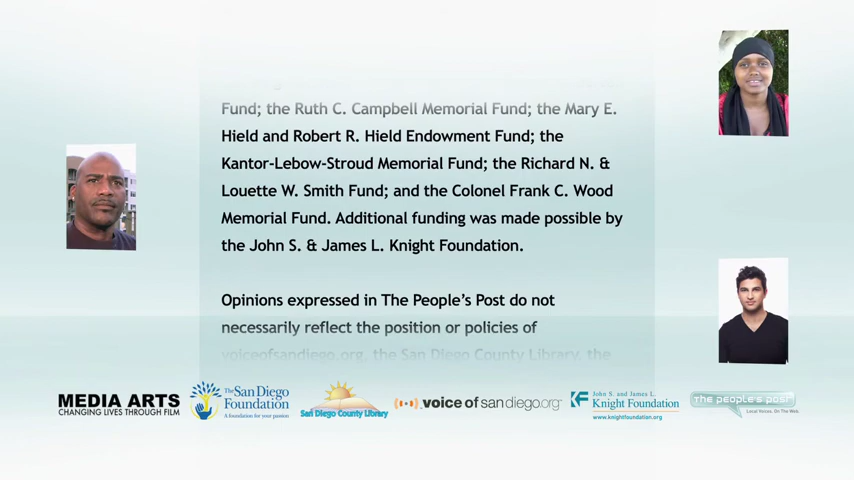 Fund; the Ruth C. Campbell Memorial Fund; the Mary E.
Hield and Robert R. Hield Endowment Fund; the
Kantor-Lebow-Stroud Memorial Fund; the Richard N. &
Louette W. Smith Fund; and the Colonel Frank C. Wood
Memorial Fund. Additional funding was made possible by
the John S. & James L. Knight Foundation.
Opinions expressed in The People's Post do not
necessarily reflect the position or policies of
voiceofsandiego.org, the San Diego County Library, the
MEDIA ARTS
CHANGING LIVES THROUGH FILM
The San Diego
Foundation
A foundation for your passion
San Diego County Library
voice of san diego.org
John S. and James L.
Knight Foundation
www.knightfoundation.org
The people's post
Local Voices. On The Web.